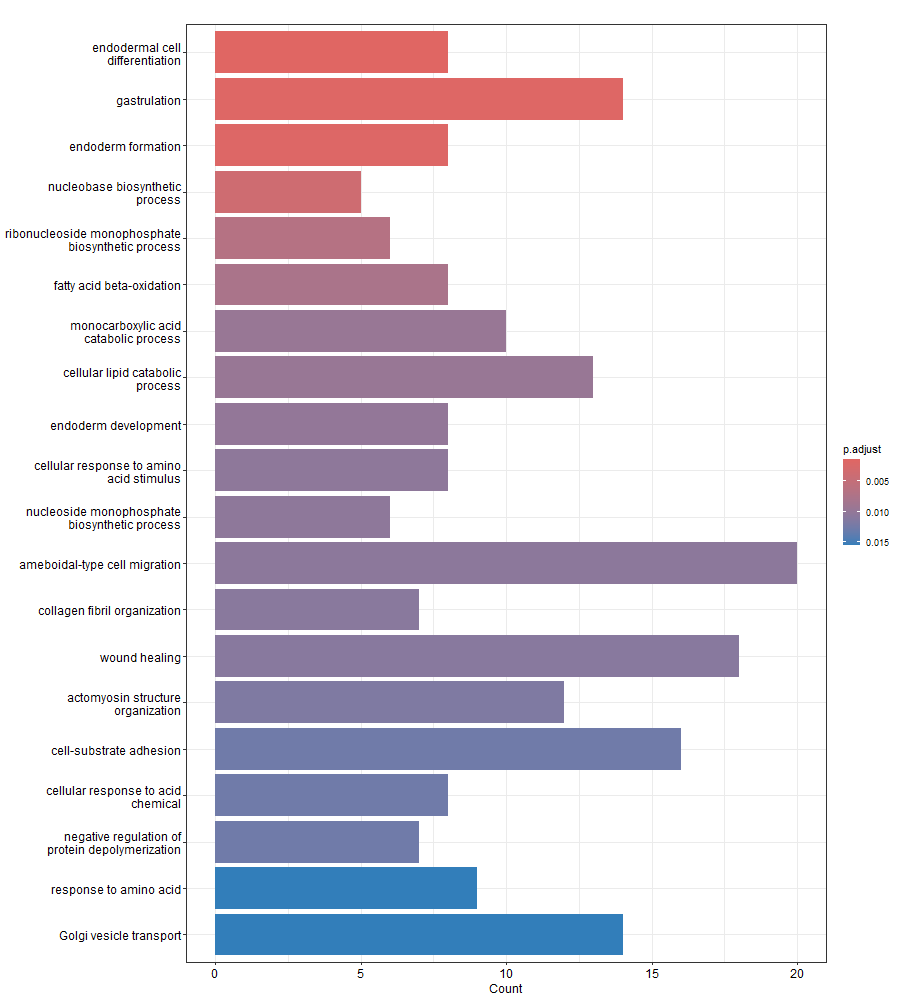 endodermal cell
differentiation
gastrulation
endoderm formation
nucleobase biosynthetic
process
ribonucleoside monophosphate
biosynthetic process
fatty acid beta-oxidation
monocarboxylic acid
catabolic process
cellular lipid catabolic
process
endoderm development
cellular response to amino
acid stimulus
nucleoside monophosphate
biosynthetic process
ameboidal-type cell migration
collagen fibril organization
wound healing
actomyosin structure
organization
cell-substrate adhesion
cellular response to acid
chemical
negative regulation of
protein depolymerization
response to amino acid
Golgi vesicle transport
0 5 10 15 20
Count
p.adjust
0.005
0.010
0.015